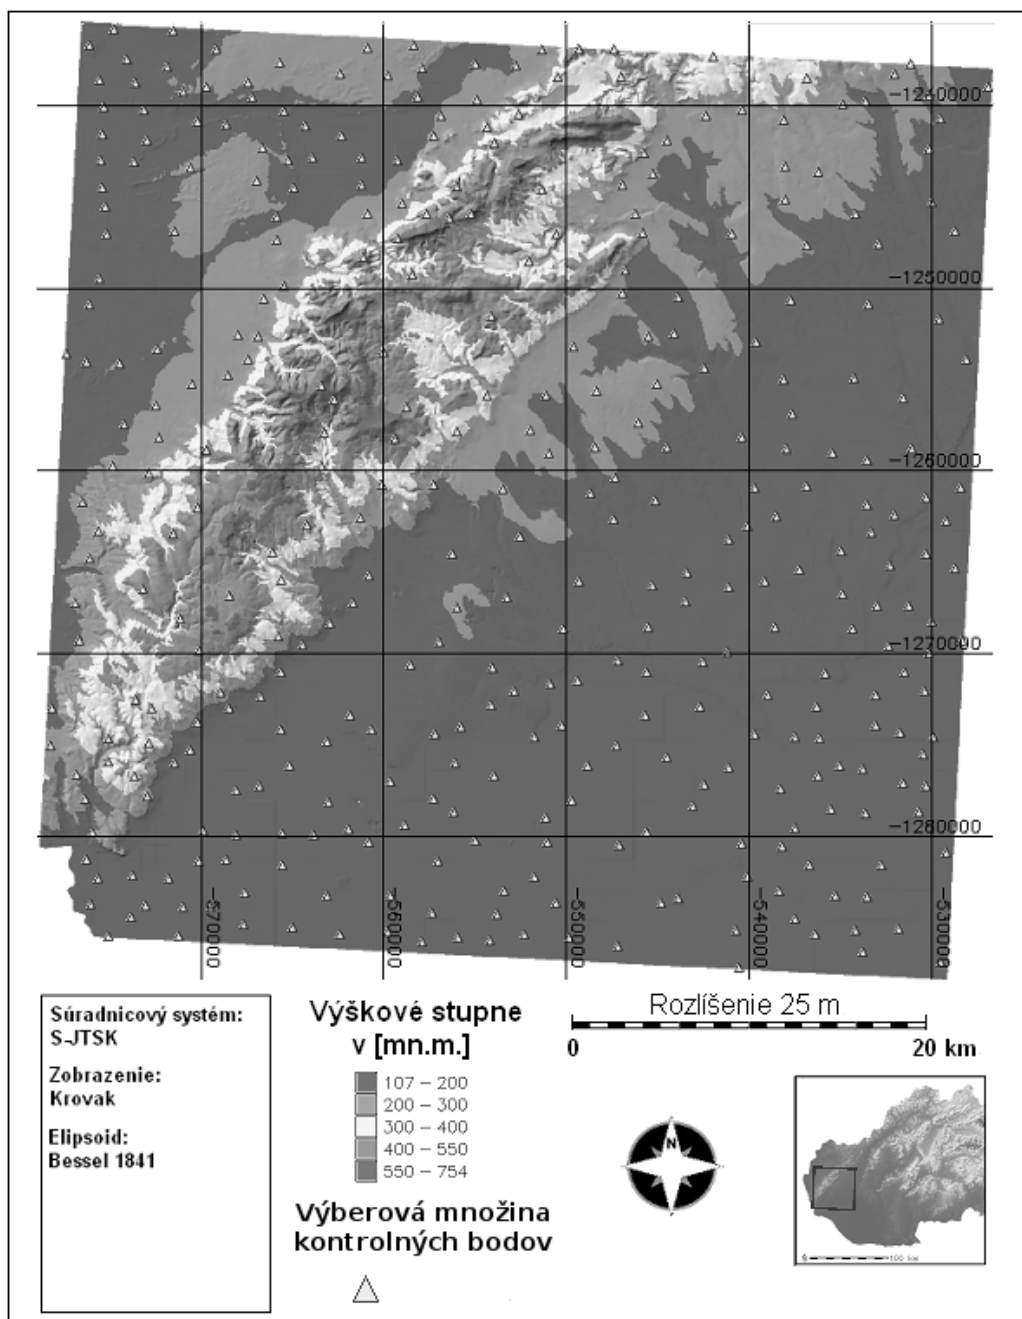 −1240000
−1250000
−1260000
−1270000
−1280000
−570000
−560000
−550000
−540000
−530000
Súradnicový systém:
S-JTSK
Zobrazenie:
Krovak
Elipsoid:
Bessel 1841
Výškové stupne
v [mn.m.]
107 – 200
200 – 300
300 – 400
400 – 550
550 – 754
Výberová množina
kontrolných bodov
Rozlíšenie 25 m
0 20 km
N
100 km